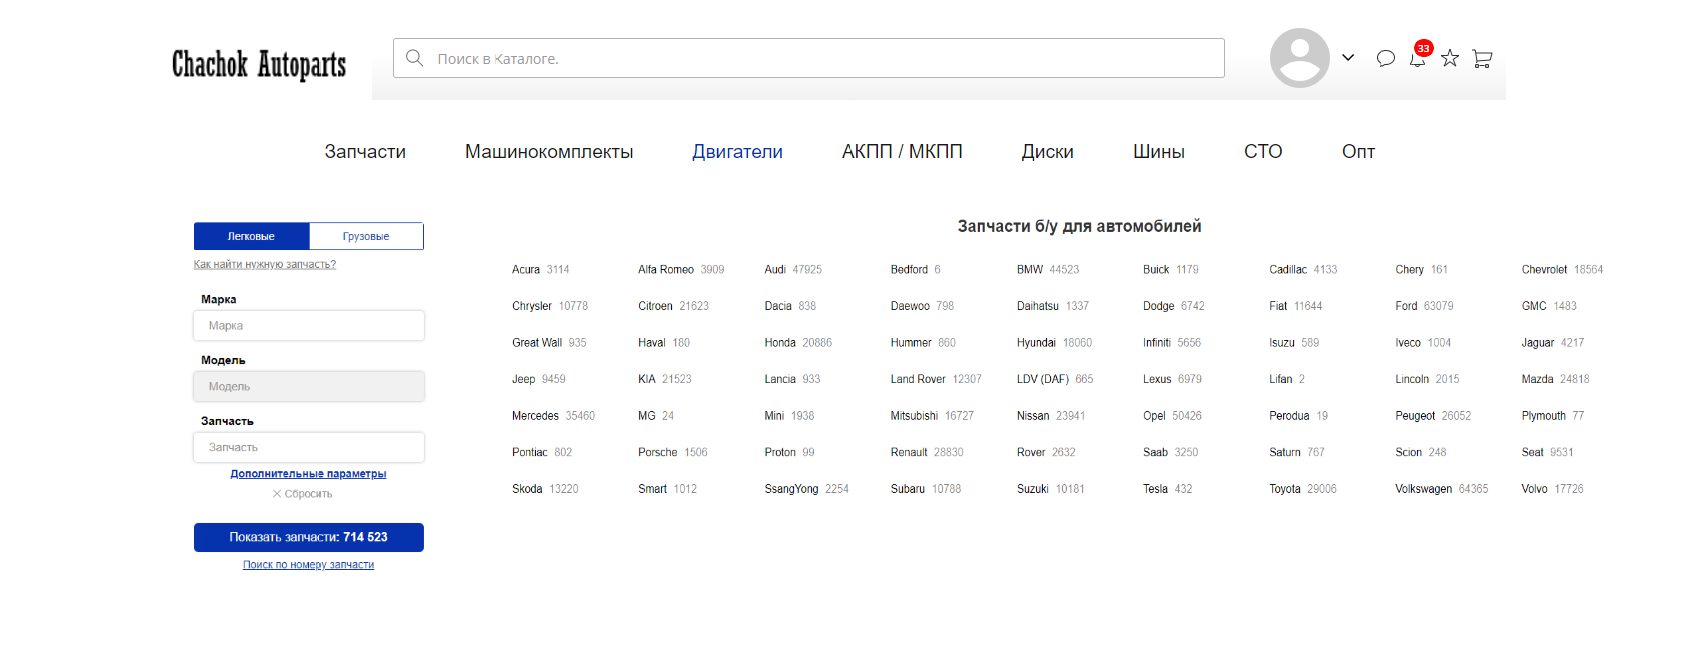 Chachok Autoparts
Поиск в Каталоге.
33
Запчасти Машинокомплекты Двигатели АКПП / МКПП Диски Шины СТО Опт
Легковые Грузовые
Как найти нужную запчасть?
Марка
Марка
Модель
Модель
Запчасть
Запчасть
Дополнительные параметры
Сбросить
Показать запчасти: 714 523
Поиск по номеру запчасти
Запчасти б/у для автомобилей
Acura 3114 Alfa Romeo 3909 Audi 47925 Bedford 6 BMW 44523 Buick 1179 Cadillac 4133 Chery 161 Chevrolet 18564
Chrysler 10778 Citroen 21623 Dacia 838 Daewoo 798 Daihatsu 1337 Dodge 6742 Fiat 11644 Ford 63079 GMC 1483
Great Wall 935 Haval 180 Honda 20886 Hummer 860 Hyundai 18060 Infiniti 5656 Isuzu 589 Iveco 1004 Jaguar 4217
Jeep 9459 KIA 21523 Lancia 933 Land Rover 12307 LDV (DAF) 665 Lexus 6979 Lifan 2 Lincoln 2015 Mazda 24818
Mercedes 35460 MG 24 Mini 1938 Mitsubishi 16727 Nissan 23941 Opel 50426 Perodua 19 Peugeot 26052 Plymouth 77
Pontiac 802 Porsche 1506 Proton 99 Renault 28830 Rover 2632 Saab 3250 Saturn 767 Scion 248 Seat 9531
Skoda 13220 Smart 1012 SsangYong 2254 Subaru 10788 Suzuki 10181 Tesla 432 Toyota 29006 Volkswagen 64365 Volvo 17726